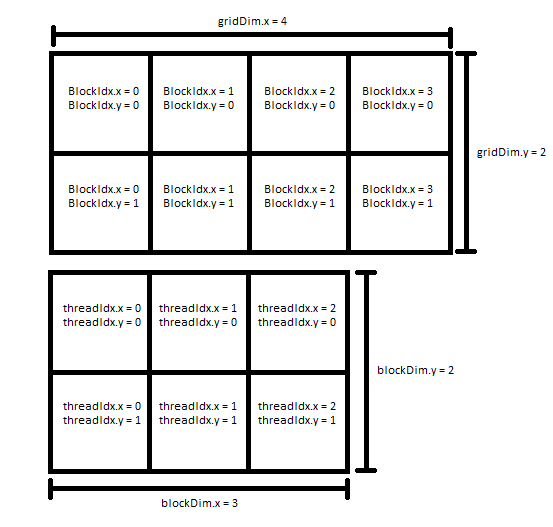 gridDim.x = 4
BlockIdx.x = 0 BlockIdx.x = 1 BlockIdx.x = 2 BlockIdx.x = 3
BlockIdx.y = 0 BlockIdx.y = 0 BlockIdx.y = 0 BlockIdx.y = 0
gridDim.y = 2
BlockIdx.x = 0 BlockIdx.x = 1 BlockIdx.x = 2 BlockIdx.x = 3
BlockIdx.y = 1 BlockIdx.y = 1 BlockIdx.y = 1 BlockIdx.y = 1
threadIdx.x = 0 threadIdx.x = 1 threadIdx.x = 2
threadIdx.y = 0 threadIdx.y = 0 threadIdx.y = 0
blockDim.y = 2
threadIdx.x = 0 threadIdx.x = 1 threadIdx.x = 2
threadIdx.y = 1 threadIdx.y = 1 threadIdx.y = 1
blockDim.x = 3